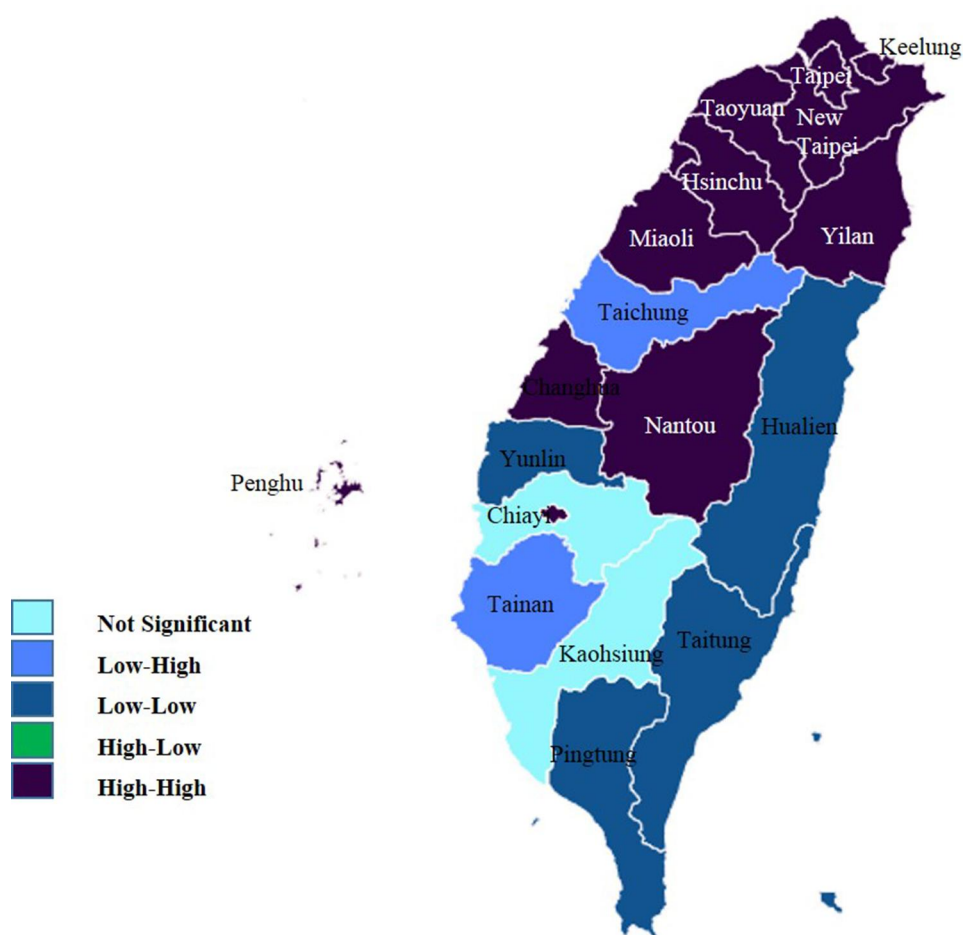 Keelung
Taipei
Taoyuan
New
Taipei
Hsinchu
Miaoli
Yilan
Taichung
Changhua
Nantou
Hualien
Yunlin
Penghu
Chiayi
Tainan
Kaohsiung
Taitung
Pingtung
Not Significant
Low-High
Low-Low
High-Low
High-High